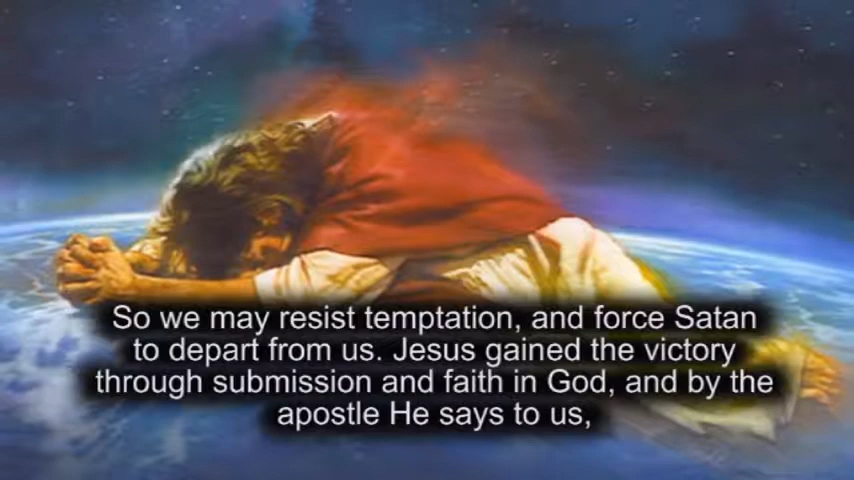 So we may resist temptation, and force Satan
to depart from us. Jesus gained the victory
through submission and faith in God, and by the
apostle He says to us,